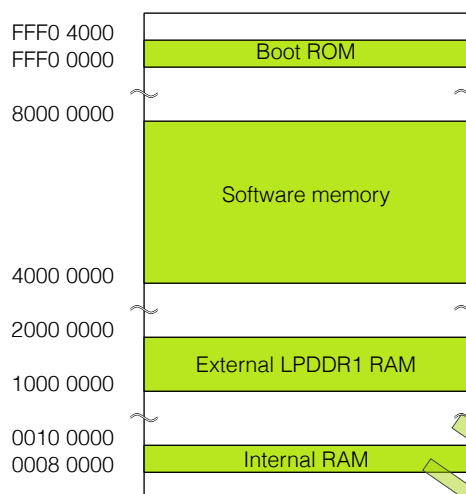 FFF0 4000
FFF0 0000
Boot ROM
8000 0000
Software memory
4000 0000
2000 0000
External LPDDR1 RAM
1000 0000
0010 0000
0008 0000
Internal RAM